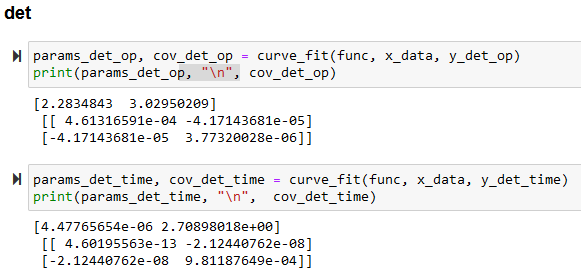 det
params_det_op, cov_det_op = curve_fit(func, x_data, y_det_op)
print(params_det_op, "\n", cov_det_op)
[2.2834843  3.02950209]
 [[ 4.61316591e-04 -4.17143681e-05]
 [-4.17143681e-05  3.77320028e-06]]
params_det_time, cov_det_time = curve_fit(func, x_data, y_det_time)
print(params_det_time, "\n",  cov_det_time)
[4.47765654e-06 2.70898018e+00]
 [[ 4.60195563e-13 -2.12440762e-08]
 [-2.12440762e-08  9.81187649e-04]]